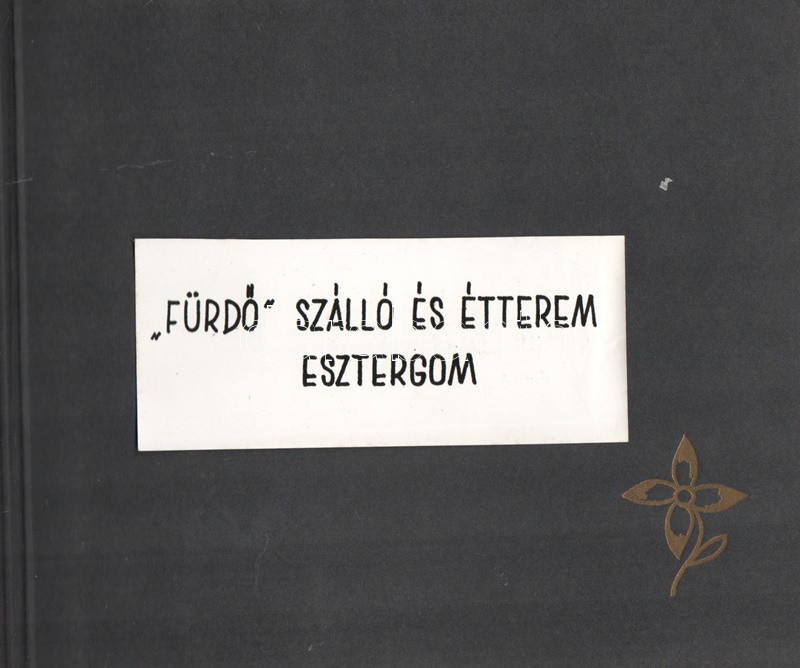 „FÜRDŐ" SZÁLLÓ ÉS ÉTTEREM
ESZTERGOM